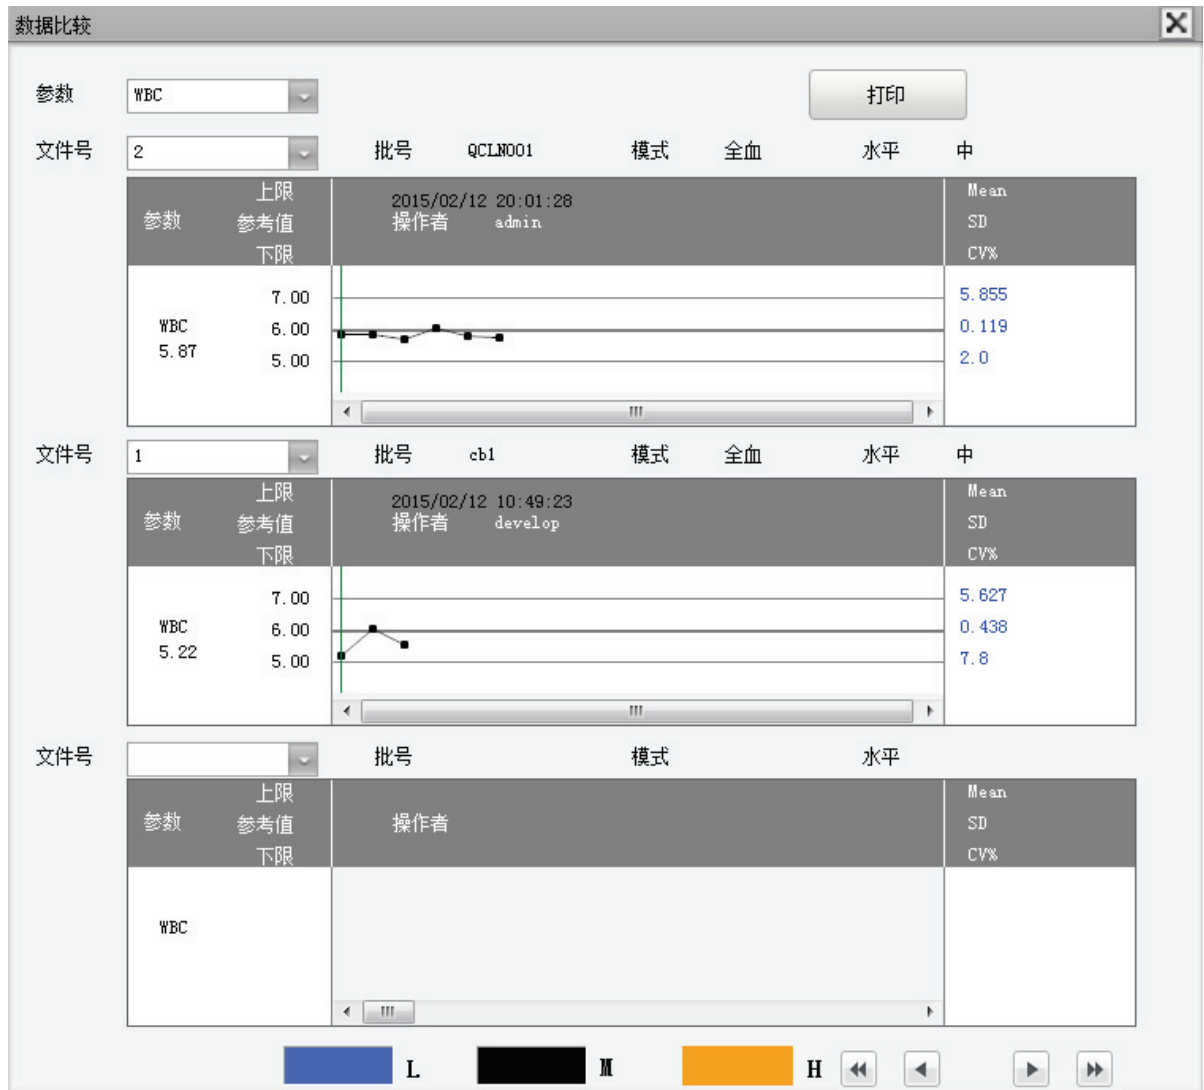 数据比较
参数 WBC 打印
文件号 2 批号 QCLN001 模式 全血 水平 中
参数 上限 参考值 下限
2015/02/12 20:01:28
操作者 admin
Mean
SD
CV%
WBC
5.87
7.00
6.00
5.00
5.855
0.119
2.0
文件号 1 批号 cb1 模式 全血 水平 中
参数 上限 参考值 下限
2015/02/12 10:49:23
操作者 develop
Mean
SD
CV%
WBC
5.22
7.00
6.00
5.00
5.627
0.438
7.8
文件号 批号 模式 水平
参数 上限 参考值 下限
操作者
Mean
SD
CV%
WBC
L M H